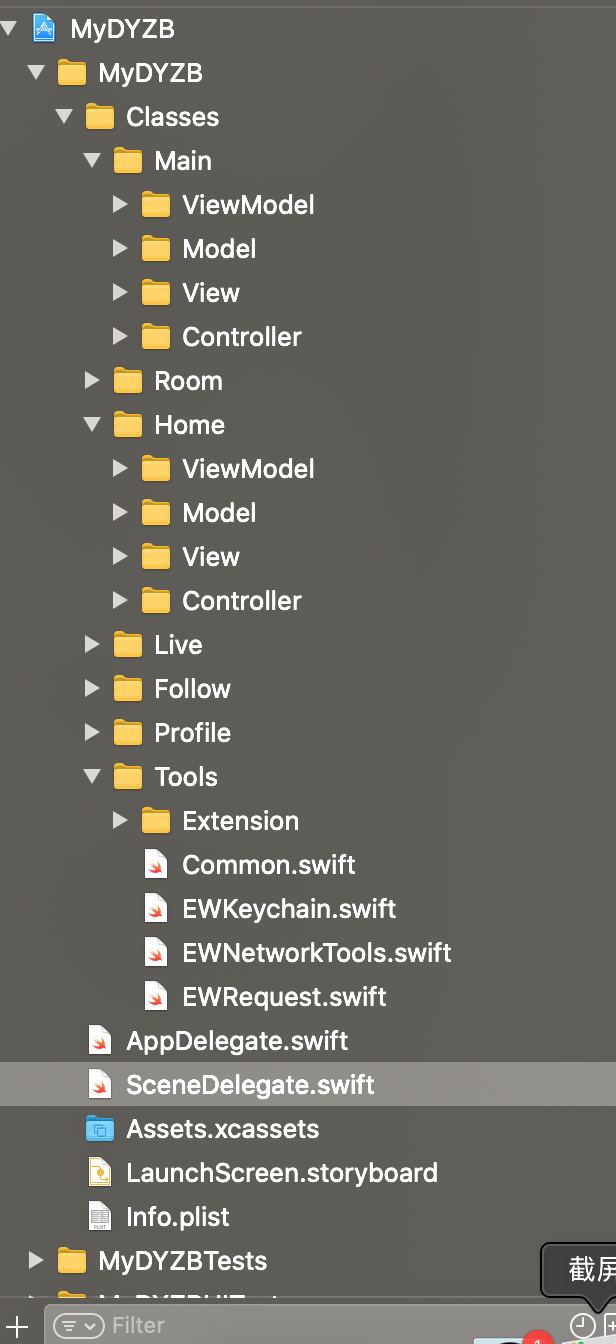 MyDYZB
MyDYZB
Classes
Main
ViewModel
Model
View
Controller
Room
Home
ViewModel
Model
View
Controller
Live
Follow
Profile
Tools
Extension
Common.swift
EWKeychain.swift
EWNetworkTools.swift
EWRequest.swift
AppDelegate.swift
SceneDelegate.swift
Assets.xcassets
LaunchScreen.storyboard
Info.plist
MyDYZBTests
截屏
Filter